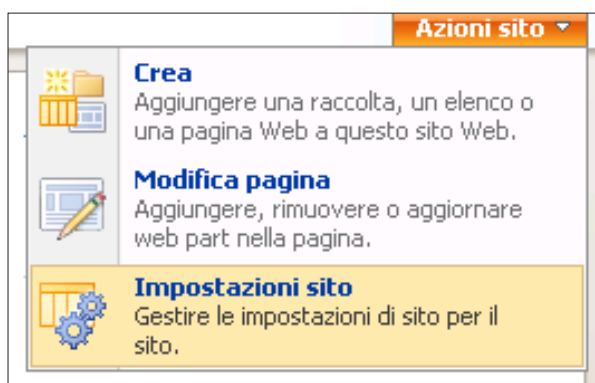 Azioni sito
Crea
Aggiungere una raccolta, un elenco o
una pagina Web a questo sito Web.
Modifica pagina
Aggiungere, rimuovere o aggiornare
web part nella pagina.
Impostazioni sito
Gestire le impostazioni di sito per il
sito.